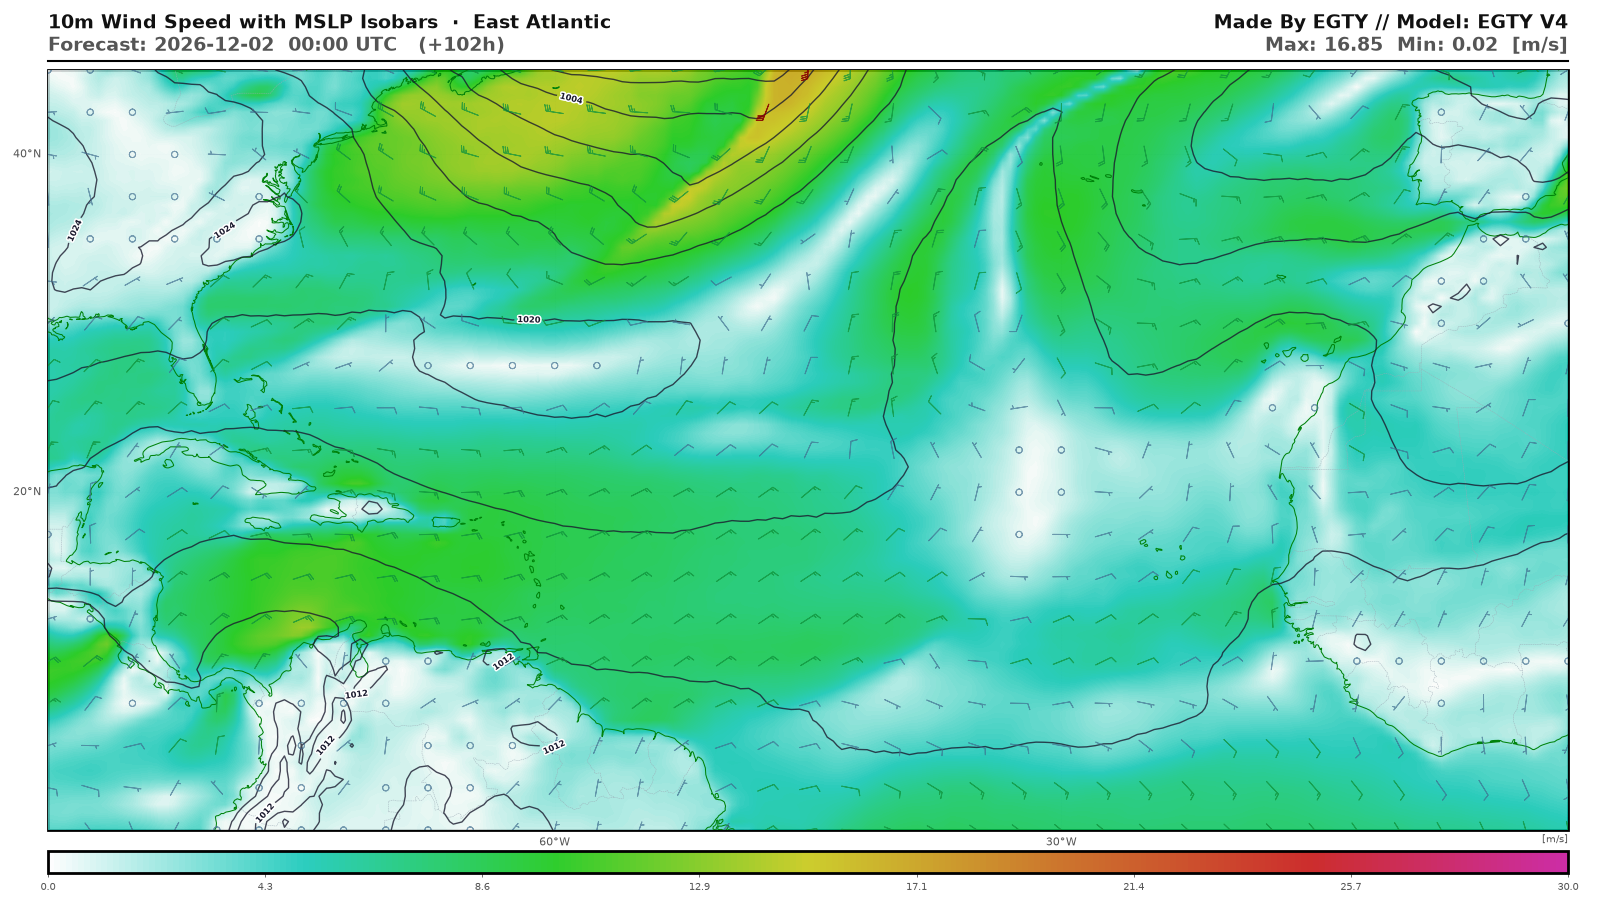 10m Wind Speed with MSLP Isobars · East Atlantic
Made By EGTY // Model: EGTY V4
Forecast: 2026-12-02 00:00 UTC (+102h)
Max: 16.85 Min: 0.02 [m/s]
1004
40°N
1024
1024
1020
20°N
1012
1012
1012
1012
1012
60°W
30°W
[m/s]
0.0
4.3
8.6
12.9
17.1
21.4
25.7
30.0